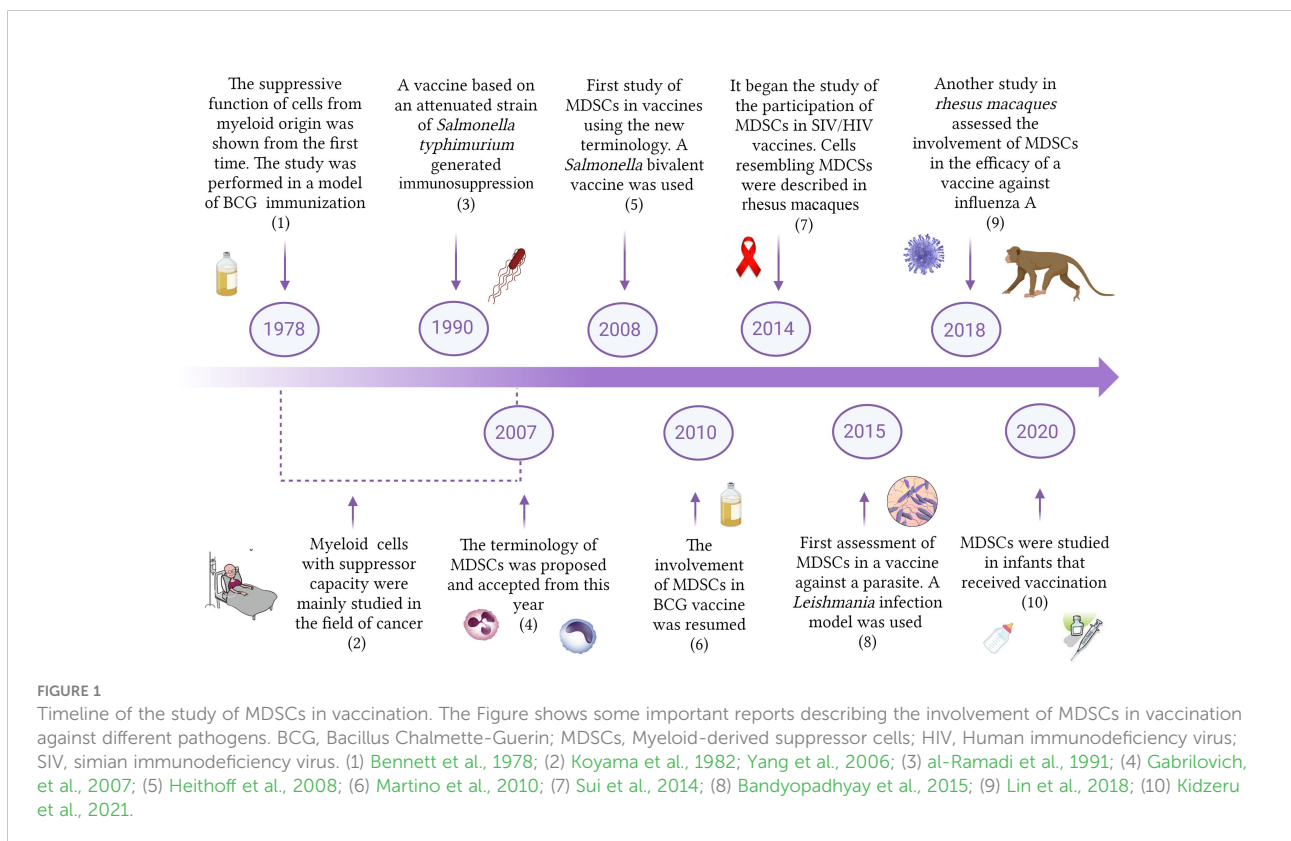 The suppressive
function of cells from
myeloid origin was
shown from the first
time. The study was
performed in a model
of BCG immunization
(1)
A vaccine based on
an attenuated strain
of Salmonella
typhimurium
generated
immunosuppression
(3)
First study of
MDSCs in vaccines
using the new
terminology. A
Salmonella bivalent
vaccine was used
(5)
It began the study of
the participation of
MDSCs in SIV/HIV
vaccines. Cells
resembling MDCSs
were described in
rhesus macaques
(7)
Another study in
rhesus macaques
assessed the
involvement of MDSCs
in the efficacy of a
vaccine against
influenza A
(9)
1978
1990
2008
2014
2018
2007
2010
2015
2020
Myeloid cells
with suppressor
capacity were
mainly studied in
the field of cancer
(2)
The terminology of
MDSCs was proposed
and accepted from this
year
(4)
The
involvement
of MDSCs in
BCG vaccine
was resumed
(6)
First assessment of
MDSCs in a vaccine
against a parasite. A
Leishmania infection
model was used
(8)
MDSCs were studied
in infants that
received vaccination
(10)
FIGURE 1
Timeline of the study of MDSCs in vaccination. The Figure shows some important reports describing the involvement of MDSCs in vaccination
against different pathogens. BCG, Bacillus Chalmette-Guerin; MDSCs, Myeloid-derived suppressor cells; HIV, Human immunodeficiency virus;
SIV, simian immunodeficiency virus. (1) Bennett et al., 1978; (2) Koyama et al., 1982; Yang et al., 2006; (3) al-Ramadi et al., 1991; (4) Gabrilovich,
et al., 2007; (5) Heithoff et al., 2008; (6) Martino et al., 2010; (7) Sui et al., 2014; (8) Bandyopadhyay et al., 2015; (9) Lin et al., 2018; (10) Kidzeru
et al., 2021.